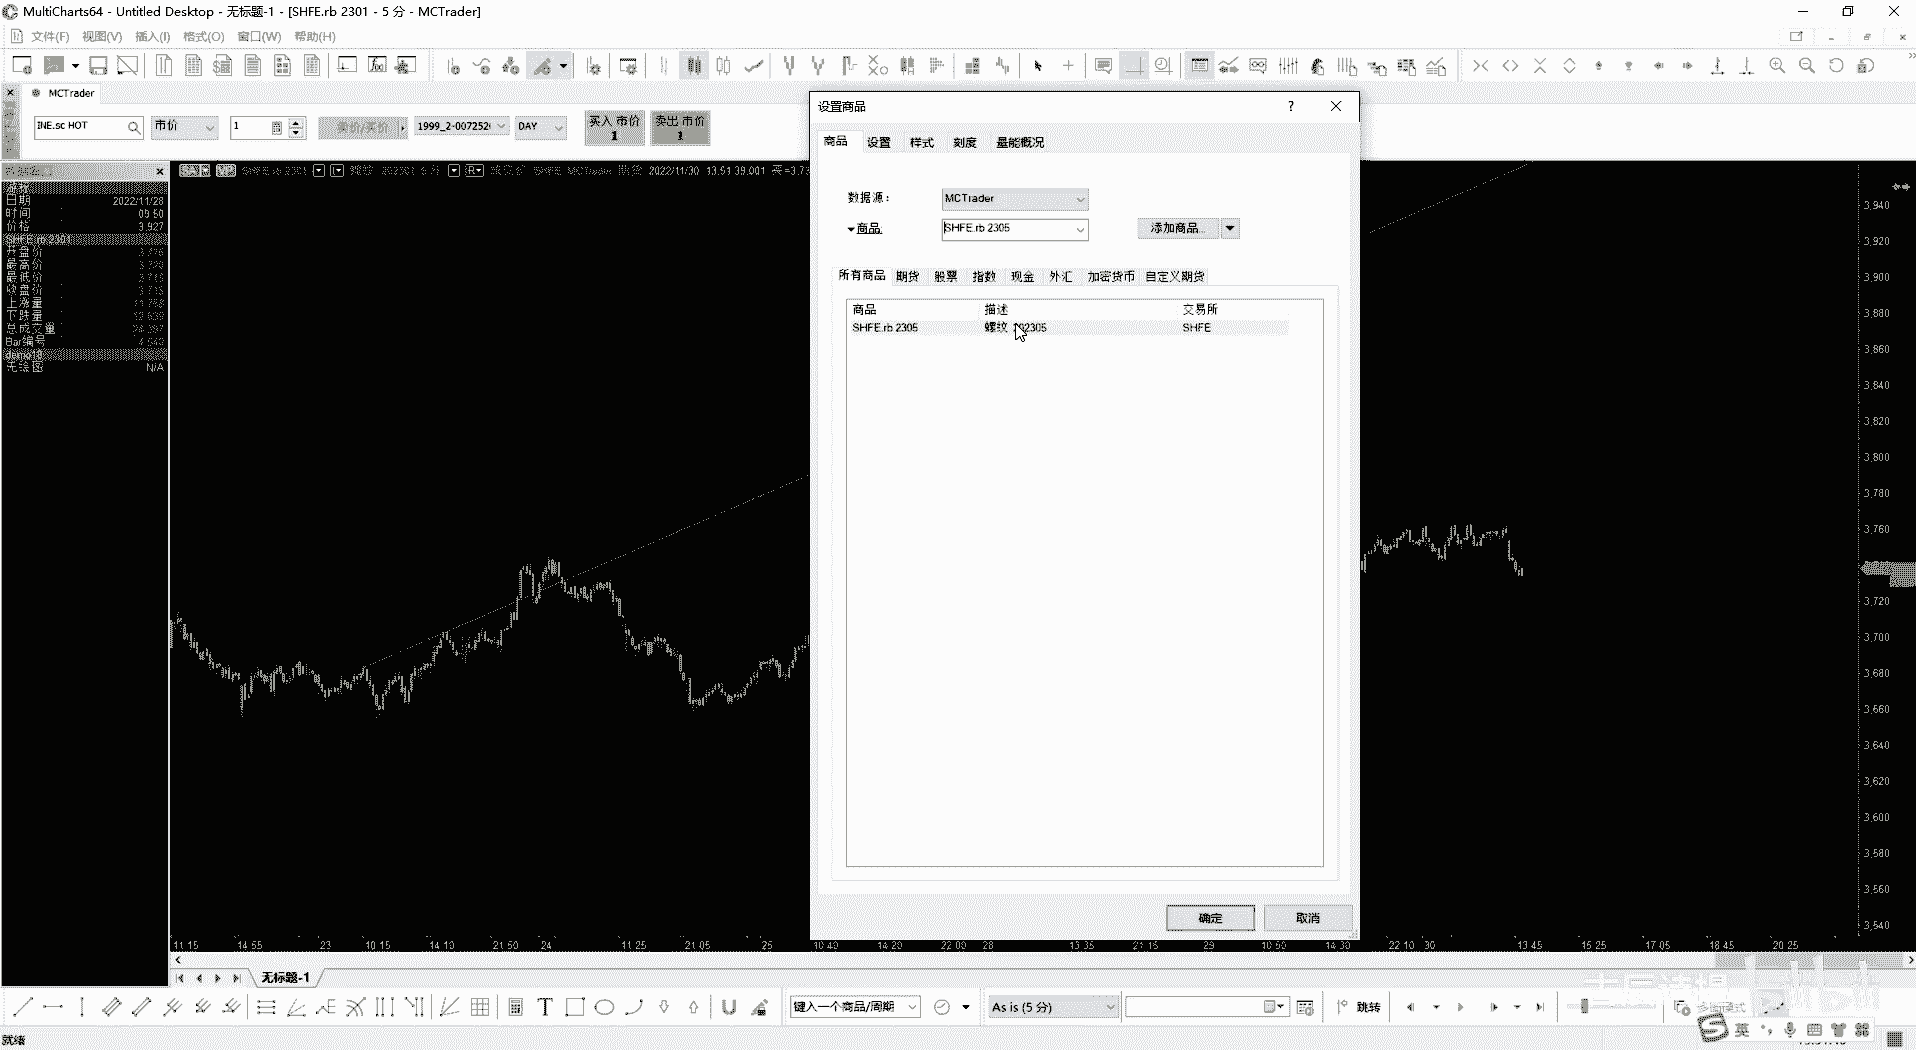 MultiCharts64 - Untitled Desktop - 无标题-1 - [SHFE.rb 2301 - 5 分 - MCTrader]
文件(F) 视图(V) 插入(I) 格式(O) 窗口(W) 帮助(H)
MCTrader
INE.sc HOT 市价 1 卖价/买价 DAY 买入 市价 1 卖出 市价 1
2022/11/30
日期 2022/11/28
时间 09:50
价格 3,927
SHFE.rb 2301
开盘价
最高价
最低价
收盘价
上涨量
下跌量
总成交量
Bar编号
无绘图 N/A
设置商品 ?
商品 设置 样式 刻度 量能概况
数据源: MCTrader
商品 SHFE.rb 2305 添加商品...
所有商品 期货 股票 指数 现金 外汇 加密货币 自定义期货
商品 描述 交易所
SHFE.rb 2305 螺纹 SHFE
确定 取消
3,940
3,920
3,900
3,880
3,860
3,840
3,820
3,800
3,780
3,760
3,720
3,700
3,680
3,660
3,640
3,620
3,600
3,580
3,560
3,540
11:15 14:55 23 10:15 14:10 21:50 24 11:25 21:05 25 10:40 14:20 22:00 28 13:35 21:15 29 10:50 14:30 22:10 30 13:45 15:25 17:05 18:45 20:25
无标题-1
键入一个商品/周期 As is (5 分) 跳转
英
就绪